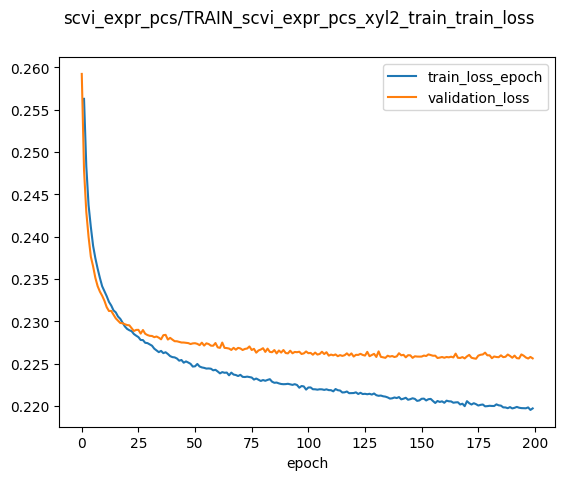 scvi_expr_pcs/TRAIN_scvi_expr_pcs_xyl2_train_train_loss
train_loss_epoch
validation_loss
0.260
0.255
0.250
0.245
0.240
0.235
0.230
0.225
0.220
0 25 50 75 100 125 150 175 200
epoch